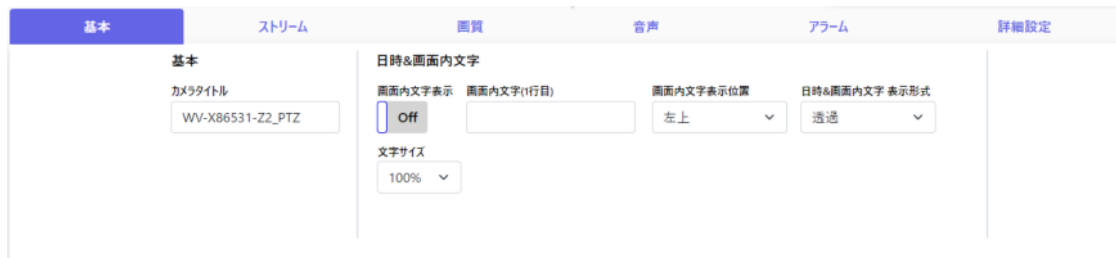 基本 ストリーム 画質 音声 アラーム 詳細設定
基本
カメラタイトル
WV-X86531-Z2_PTZ
日時&画面内文字
画面内文字表示 画面内文字(1行目) 画面内文字表示位置 日時&画面内文字 表示形式
Off 左上 透過
文字サイズ
100%